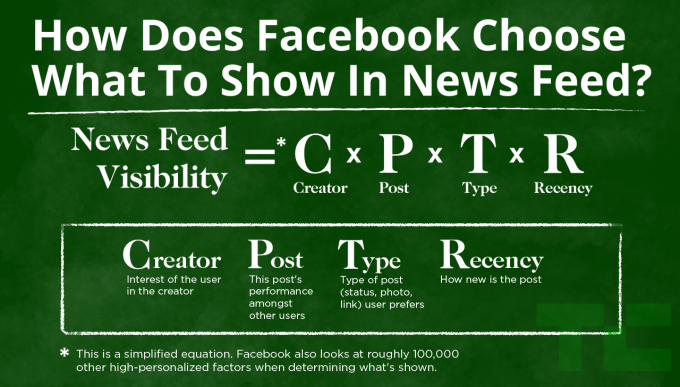 How Does Facebook Choose
What To Show In News Feed?
News Feed
Visibility
=* C x P x T x R
Creator Post Type Recency
Creator Post Type Recency
Interest of the user
in the creator
This post's
performance
amongst
other users
Type of post
(status, photo,
link) user prefers
How new is the post
* This is a simplified equation. Facebook also looks at roughly 100,000
other high-personalized factors when determining what's shown.
TC